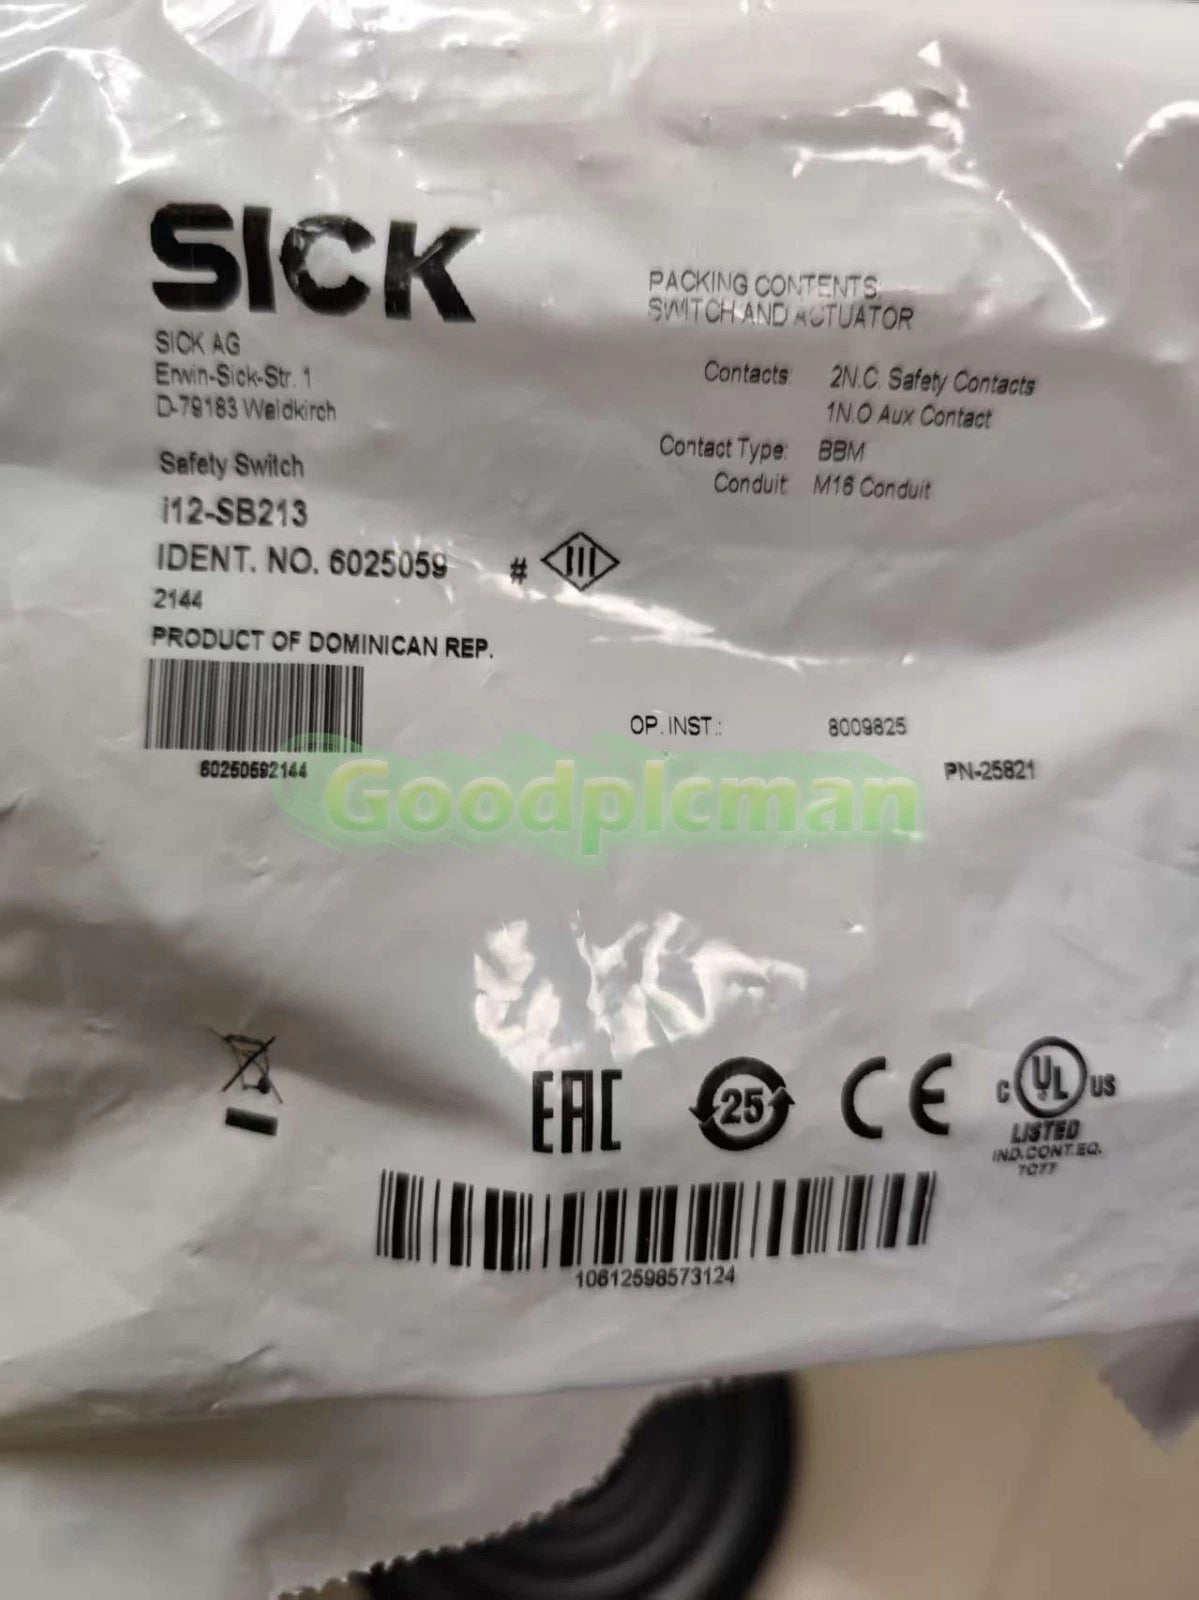 SICK
SICK AG
Erwin-Sick-Str. 1
D-79183 Waldkirch
Safety Switch
i12-SB213
IDENT. NO. 6025059
2144
PRODUCT OF DOMINICAN REP.
60250592144
PACKING CONTENTS:
SWITCH AND ACTUATOR
Contacts: 2N.C. Safety Contacts
1N.O Aux Contact
Contact Type: BBM
Conduit: M16 Conduit
#
OP. INST.: 8009825
PN-25821
Goodplcman
EAC
25
CE
C UL US
LISTED
IND.CONT.EQ.
7C77
10612598573124